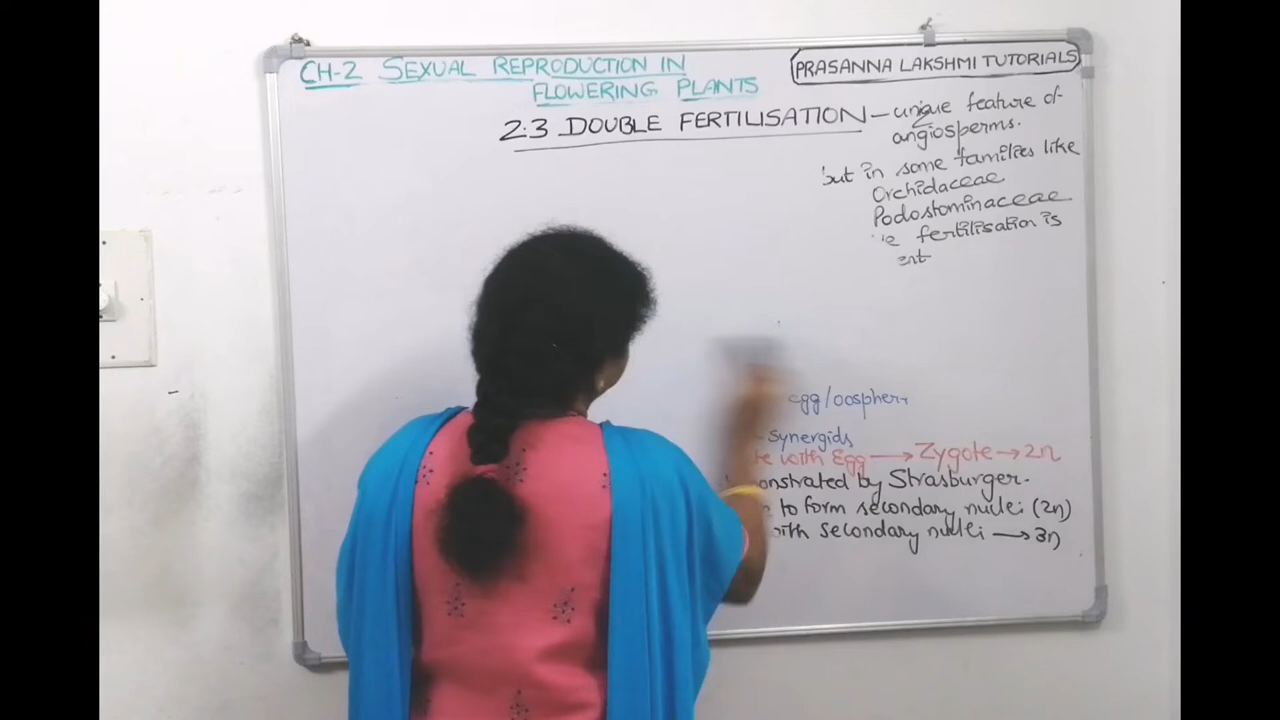 CH-2 SEXUAL REPRODUCTION IN
FLOWERING PLANTS
PRASANNA LAKSHMI TUTORIALS
2.3 DOUBLE FERTILISATION - unique feature of
angiosperms.
but in some families like
Orchidaceae
Podostominaceae
fertilisation is
egg/oosphere
- Synergids
with Egg → Zygote → 2n
by Strasburger.
to form secondary nuclei (2n)
with secondary nuclei → 3n